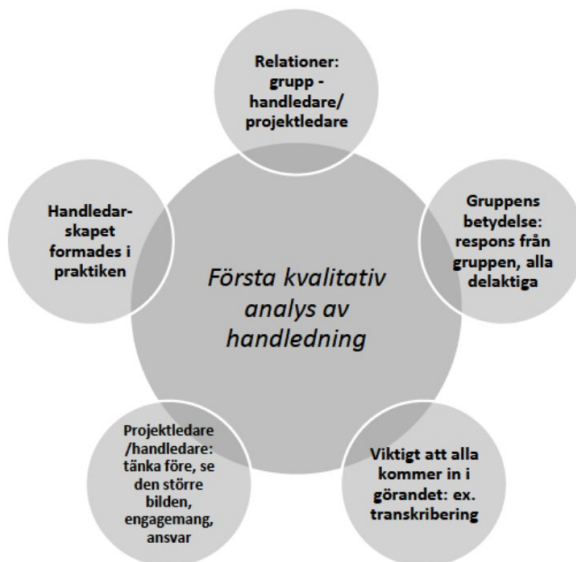 Relationer:
grupp -
handledare/
projektledare
Gruppens
betydelse:
respons från
gruppen, alla
delaktiga
Viktigt att alla
kommer in i
görandet: ex.
transkribering
Projektledare
/handledare:
tänka före, se
den större
bilden,
engagemang,
ansvar
Handledar-
skapet
formades i
praktiken
Första kvalitativ
analys av
handledning